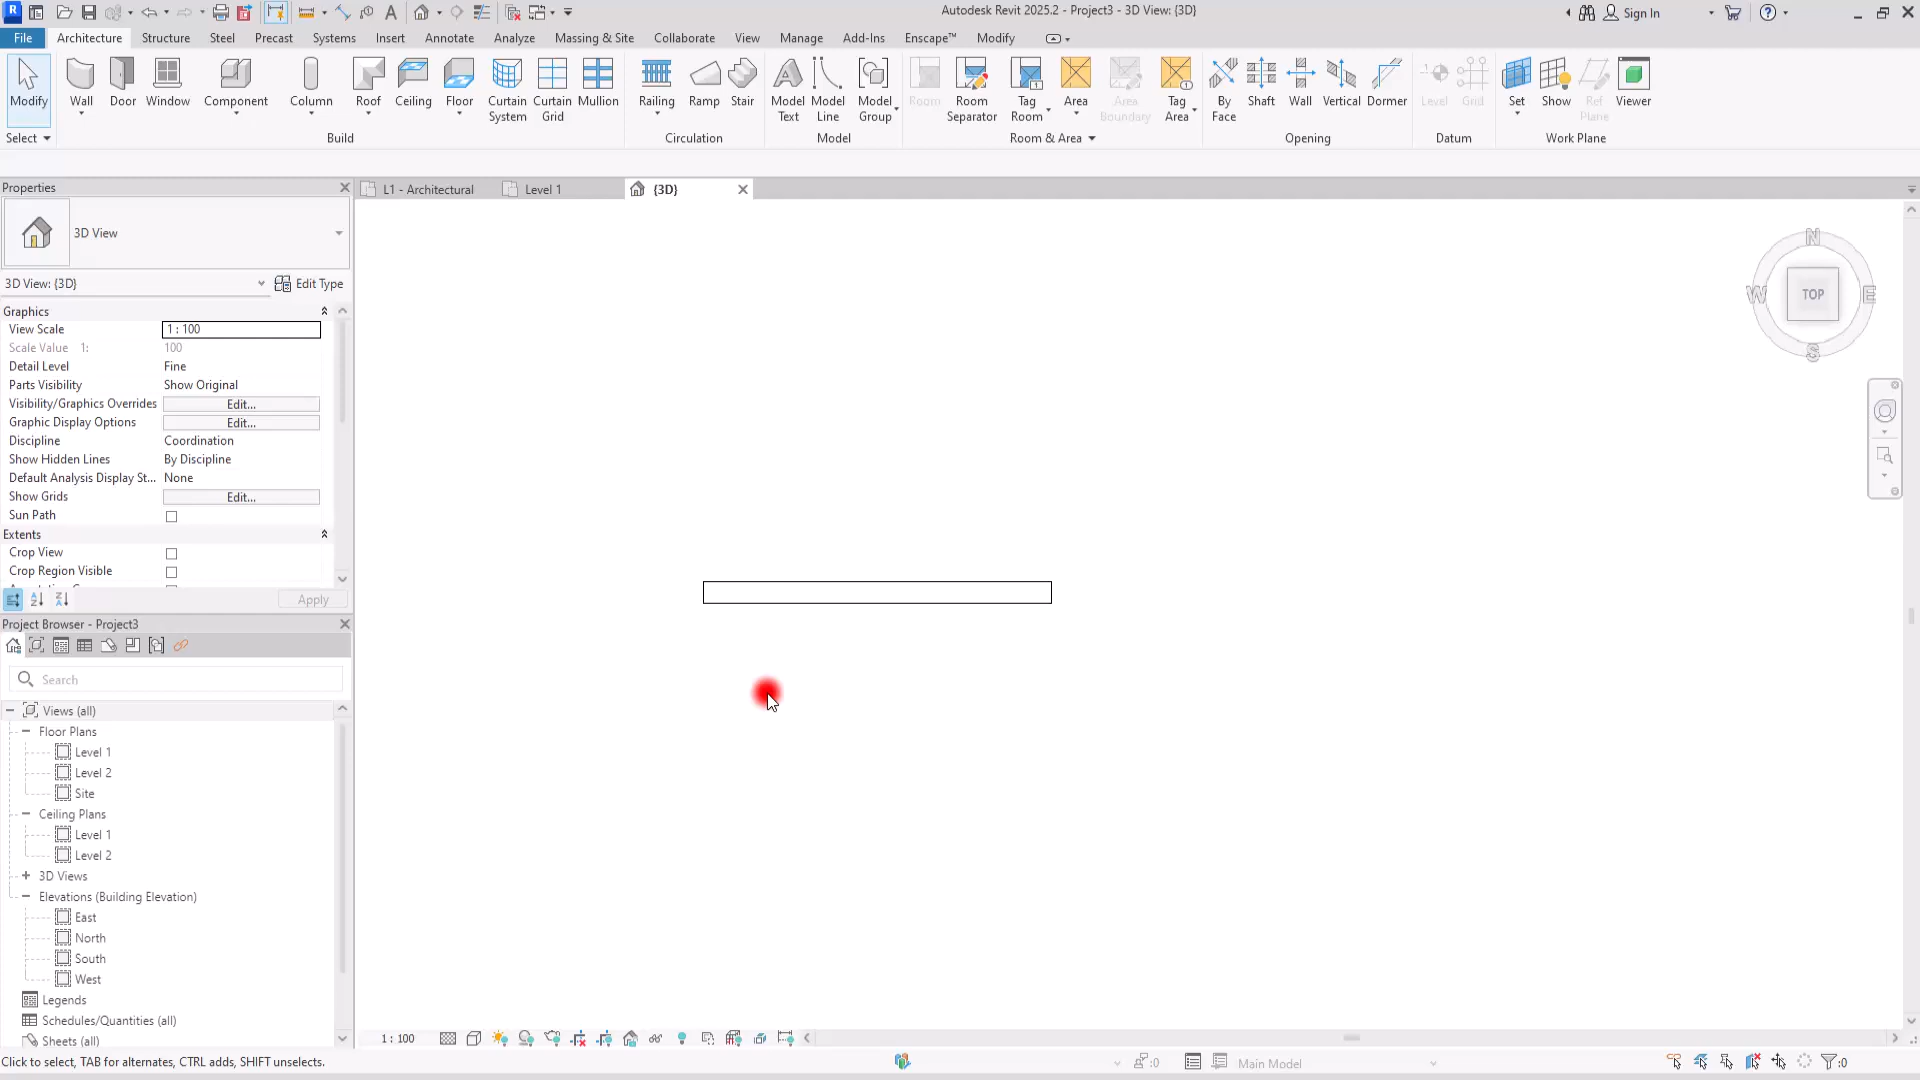 Autodesk Revit 2025.2 - Project3 - 3D View: {3D}
Sign In
File Architecture Structure Steel Precast Systems Insert Annotate Analyze Massing & Site Collaborate View Manage Add-Ins Enscape™ Modify
Modify Wall Door Window Component Column Roof Ceiling Floor Curtain System Curtain Grid Mullion Railing Ramp Stair Model Text Model Line Model Group Room Room Separator Tag Room Area Area Boundary Tag Area By Face Shaft Wall Vertical Dormer Level Grid Set Show Ref Plane Viewer
Select Build Circulation Model Room & Area Opening Datum Work Plane
Properties
L1 - Architectural Level 1 {3D}
3D View
3D View: {3D} Edit Type
Graphics
View Scale 1 : 100
Scale Value 1: 100
Detail Level Fine
Parts Visibility Show Original
Visibility/Graphics Overrides Edit...
Graphic Display Options Edit...
Discipline Coordination
Show Hidden Lines By Discipline
Default Analysis Display St... None
Show Grids Edit...
Sun Path
Extents
Crop View
Crop Region Visible
Apply
N
W TOP E
S
Project Browser - Project3
Search
Views (all)
Floor Plans
Level 1
Level 2
Site
Ceiling Plans
Level 1
Level 2
3D Views
Elevations (Building Elevation)
East
North
South
West
Legends
Schedules/Quantities (all)
Sheets (all)
1 : 100
Click to select, TAB for alternates, CTRL adds, SHIFT unselects.
:0
Main Model
:0